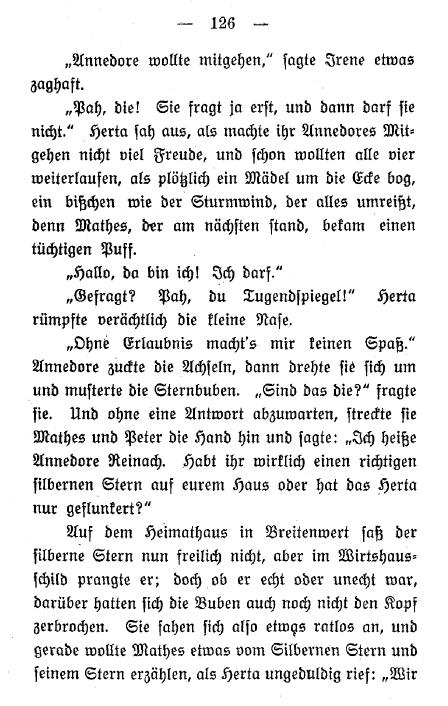 — 126 —
„Annedore wollte mitgehen,“ sagte Irene etwas
zaghaft.
„Pah, die! Sie fragt ja erst, und dann darf sie
nicht.“ Herta sah aus, als machte ihr Annedores Mit-
gehen nicht viel Freude, und schon wollten alle vier
weiterlaufen, als plötzlich ein Mädel um die Ecke bog,
ein bißchen wie der Sturmwind, der alles umreißt,
denn Mathes, der am nächsten stand, bekam einen
tüchtigen Puff.
„Hallo, da bin ich! Ich darf.“
„Gefragt? Pah, du Tugendspiegel!“ Herta
rümpfte verächtlich die kleine Nase.
„Ohne Erlaubnis macht's mir keinen Spaß.“
Annedore zuckte die Achseln, dann drehte sie sich um
und musterte die Sternbuben. „Sind das die?“ fragte
sie. Und ohne eine Antwort abzuwarten, streckte sie
Mathes und Peter die Hand hin und sagte: „Ich heiße
Annedore Reinach. Habt ihr wirklich einen richtigen
silbernen Stern auf eurem Haus oder hat das Herta
nur geflunkert?“
Auf dem Heimathaus in Breitenwert saß der
silberne Stern nun freilich nicht, aber im Wirtshaus-
schild prangte er; doch ob er echt oder unecht war,
darüber hatten sich die Buben auch noch nicht den Kopf
zerbrochen. Sie sahen sich also etwas ratlos an, und
gerade wollte Mathes etwas vom Silbernen Stern und
seinem Stern erzählen, als Herta ungeduldig rief: „Wir